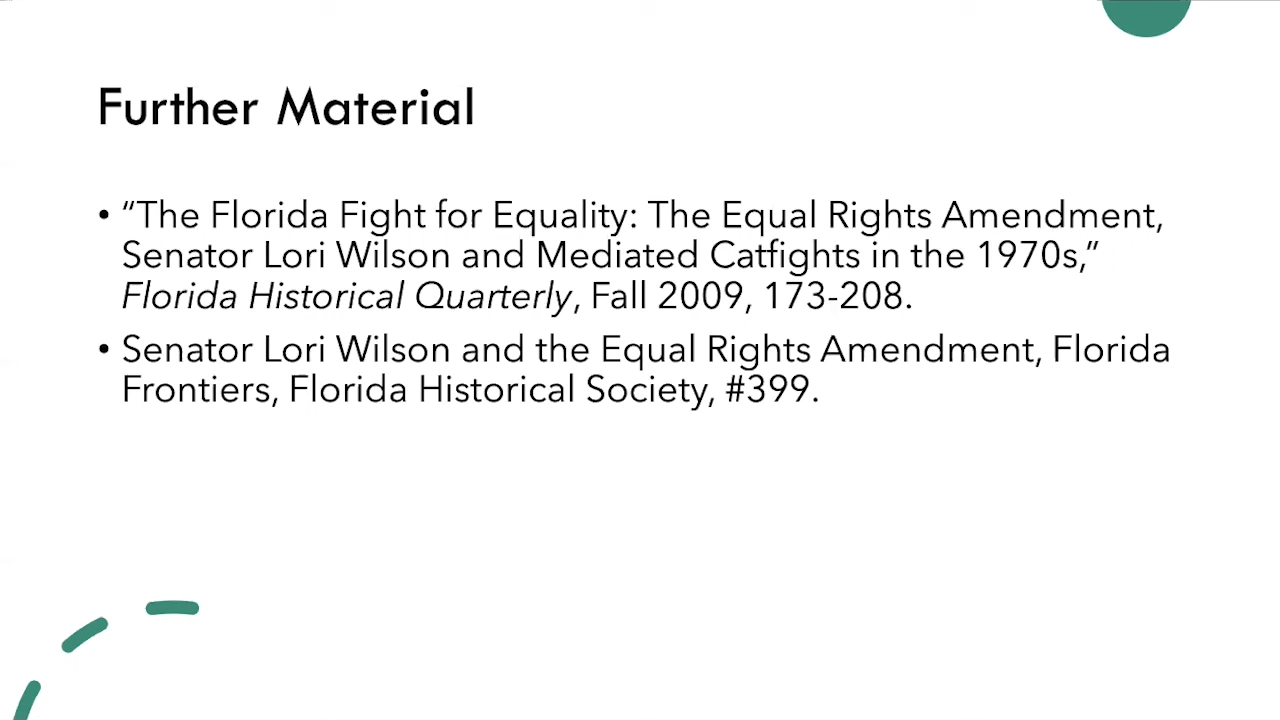 Further Material
• “The Florida Fight for Equality: The Equal Rights Amendment,
Senator Lori Wilson and Mediated Catfights in the 1970s,”
Florida Historical Quarterly, Fall 2009, 173-208.
• Senator Lori Wilson and the Equal Rights Amendment, Florida
Frontiers, Florida Historical Society, #399.